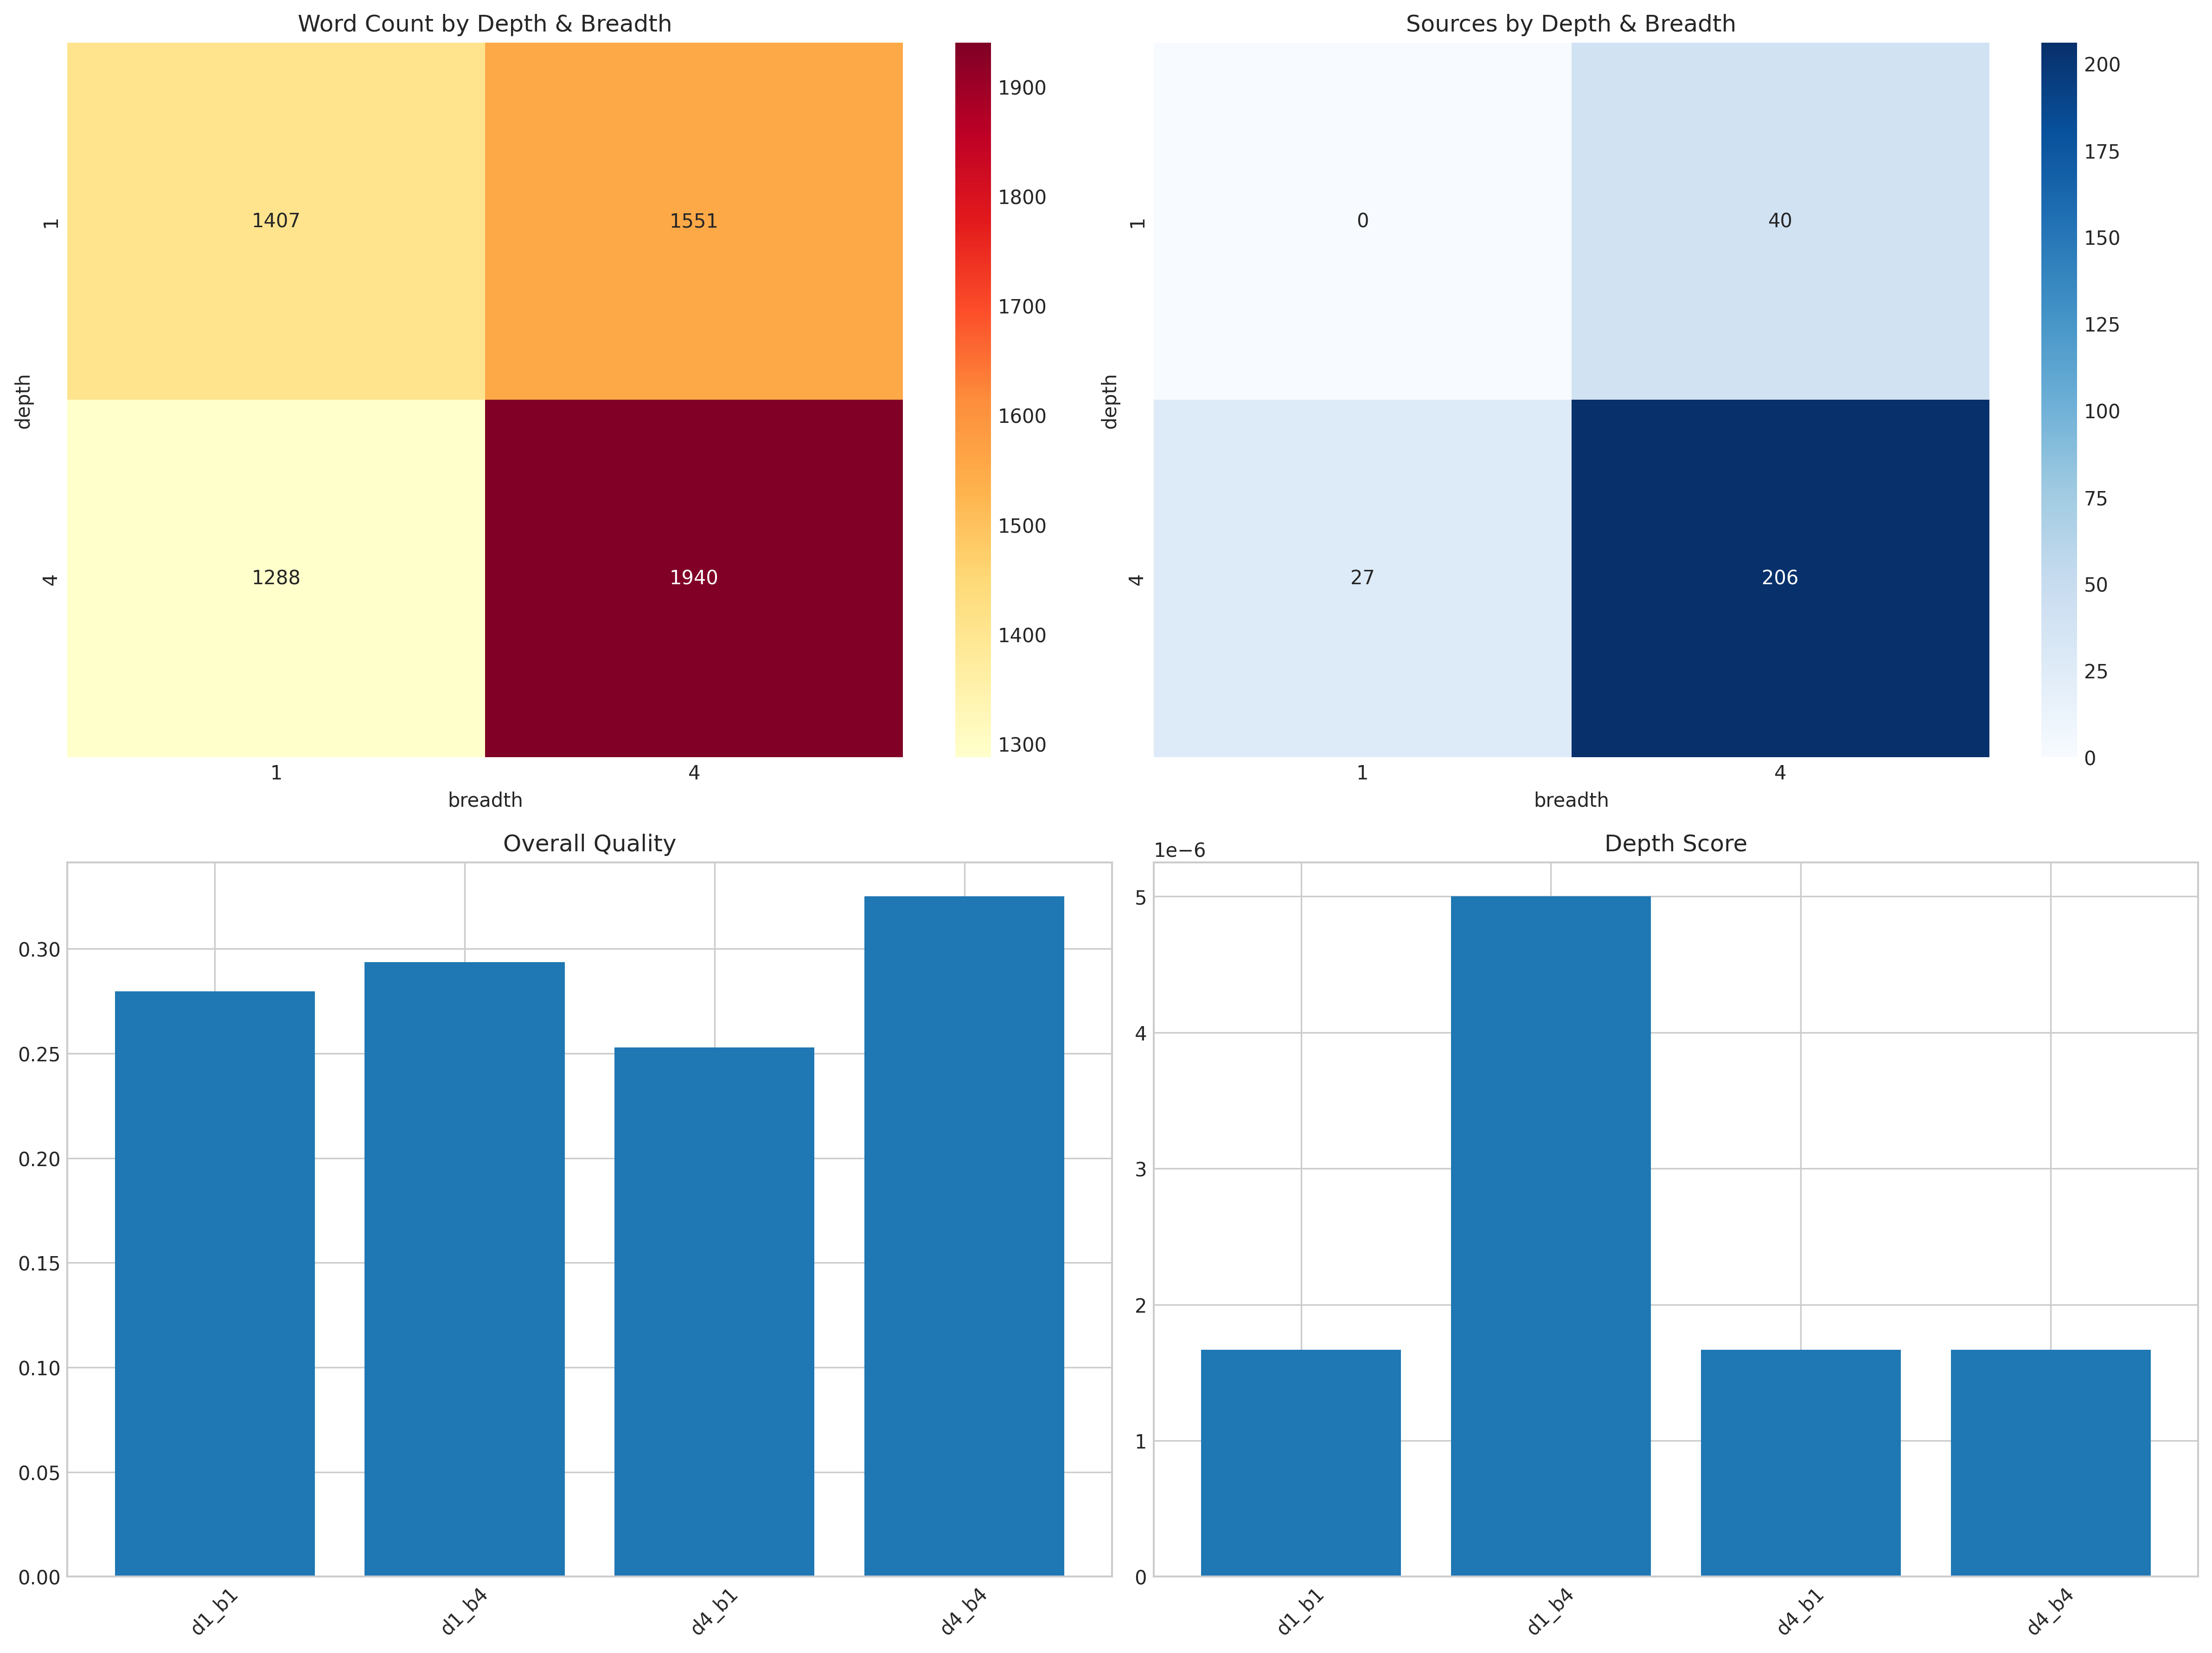 Word Count by Depth & Breadth
1900
1800
1700
1600
1500
1400
1300
1407
1551
1288
1940
1
4
depth
1
4
breadth
Sources by Depth & Breadth
200
175
150
125
100
75
50
25
0
0
40
27
206
1
4
depth
1
4
breadth
Overall Quality
0.30
0.25
0.20
0.15
0.10
0.05
0.00
d1_b1
d1_b4
d4_b1
d4_b4
Depth Score
1e−6
5
4
3
2
1
0
d1_b1
d1_b4
d4_b1
d4_b4